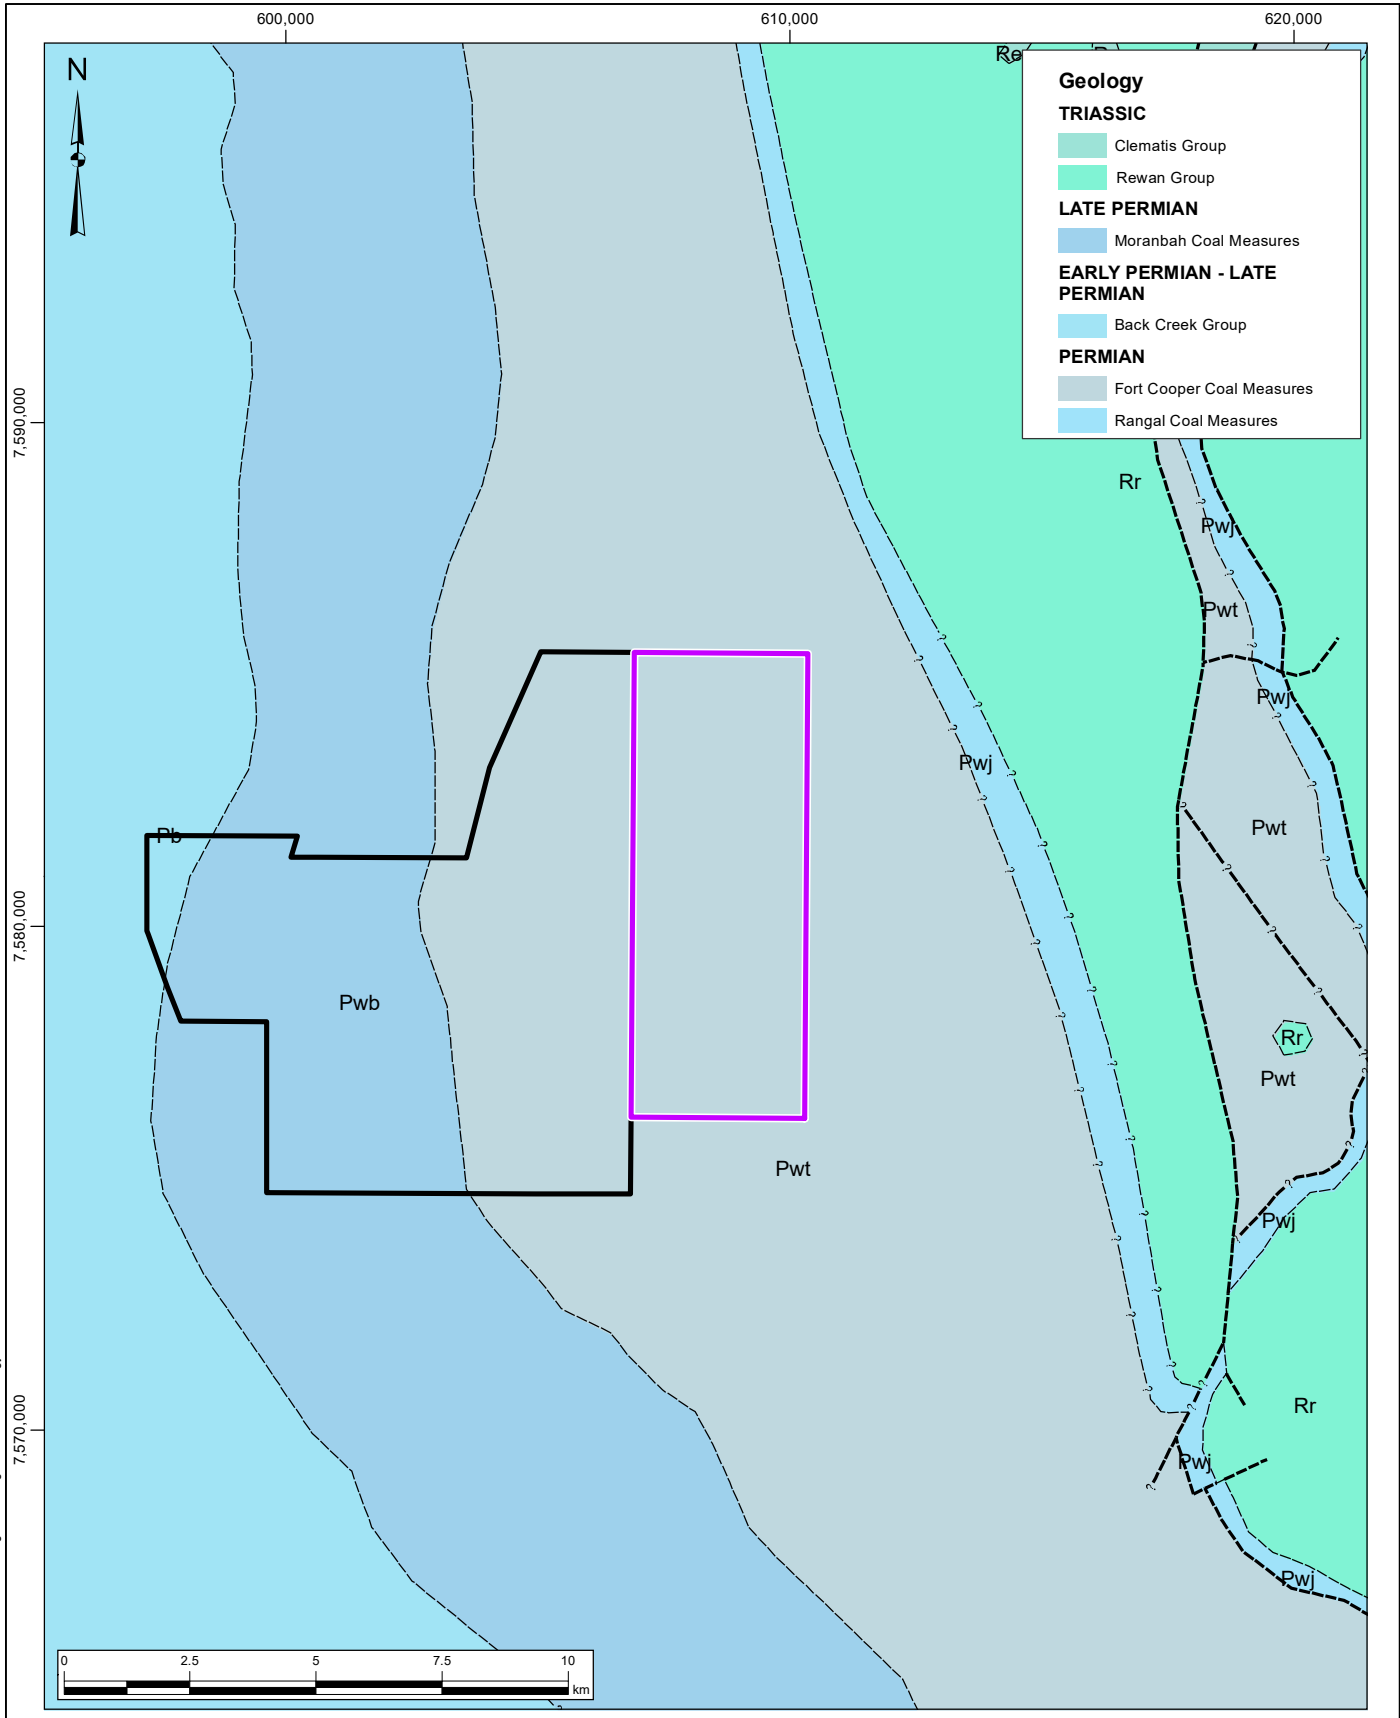 600,000
610,000
620,000
N
Re
Geology
TRIASSIC
Clematis Group
Rewan Group
LATE PERMIAN
Moranbah Coal Measures
EARLY PERMIAN - LATE
PERMIAN
Back Creek Group
PERMIAN
Fort Cooper Coal Measures
Rangal Coal Measures
7,590,000
Rr
Pwj
Pwt
Pwj
Pwj
Pwt
Pb
7,580,000
Pwb
Rr
Pwt
Pwt
Pwj
Rr
7,570,000
Pwj
Pwj
0 2.5 5 7.5 10
km